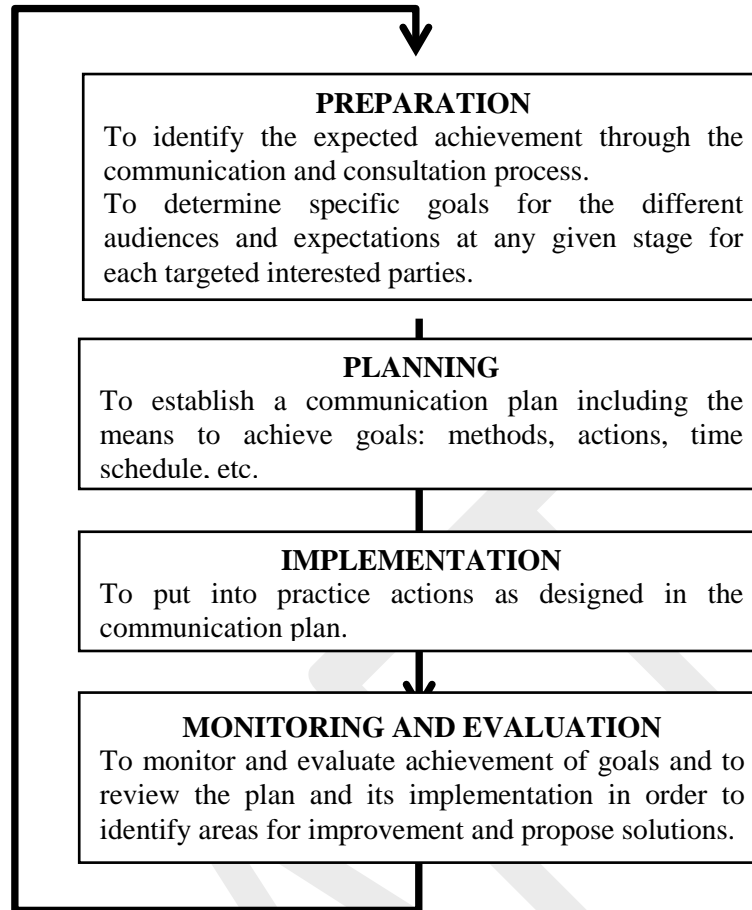 PREPARATION
To identify the expected achievement through the
communication and consultation process.
To determine specific goals for the different
audiences and expectations at any given stage for
each targeted interested parties.
PLANNING
To establish a communication plan including the
means to achieve goals: methods, actions, time
schedule, etc.
IMPLEMENTATION
To put into practice actions as designed in the
communication plan.
MONITORING AND EVALUATION
To monitor and evaluate achievement of goals and to
review the plan and its implementation in order to
identify areas for improvement and propose solutions.